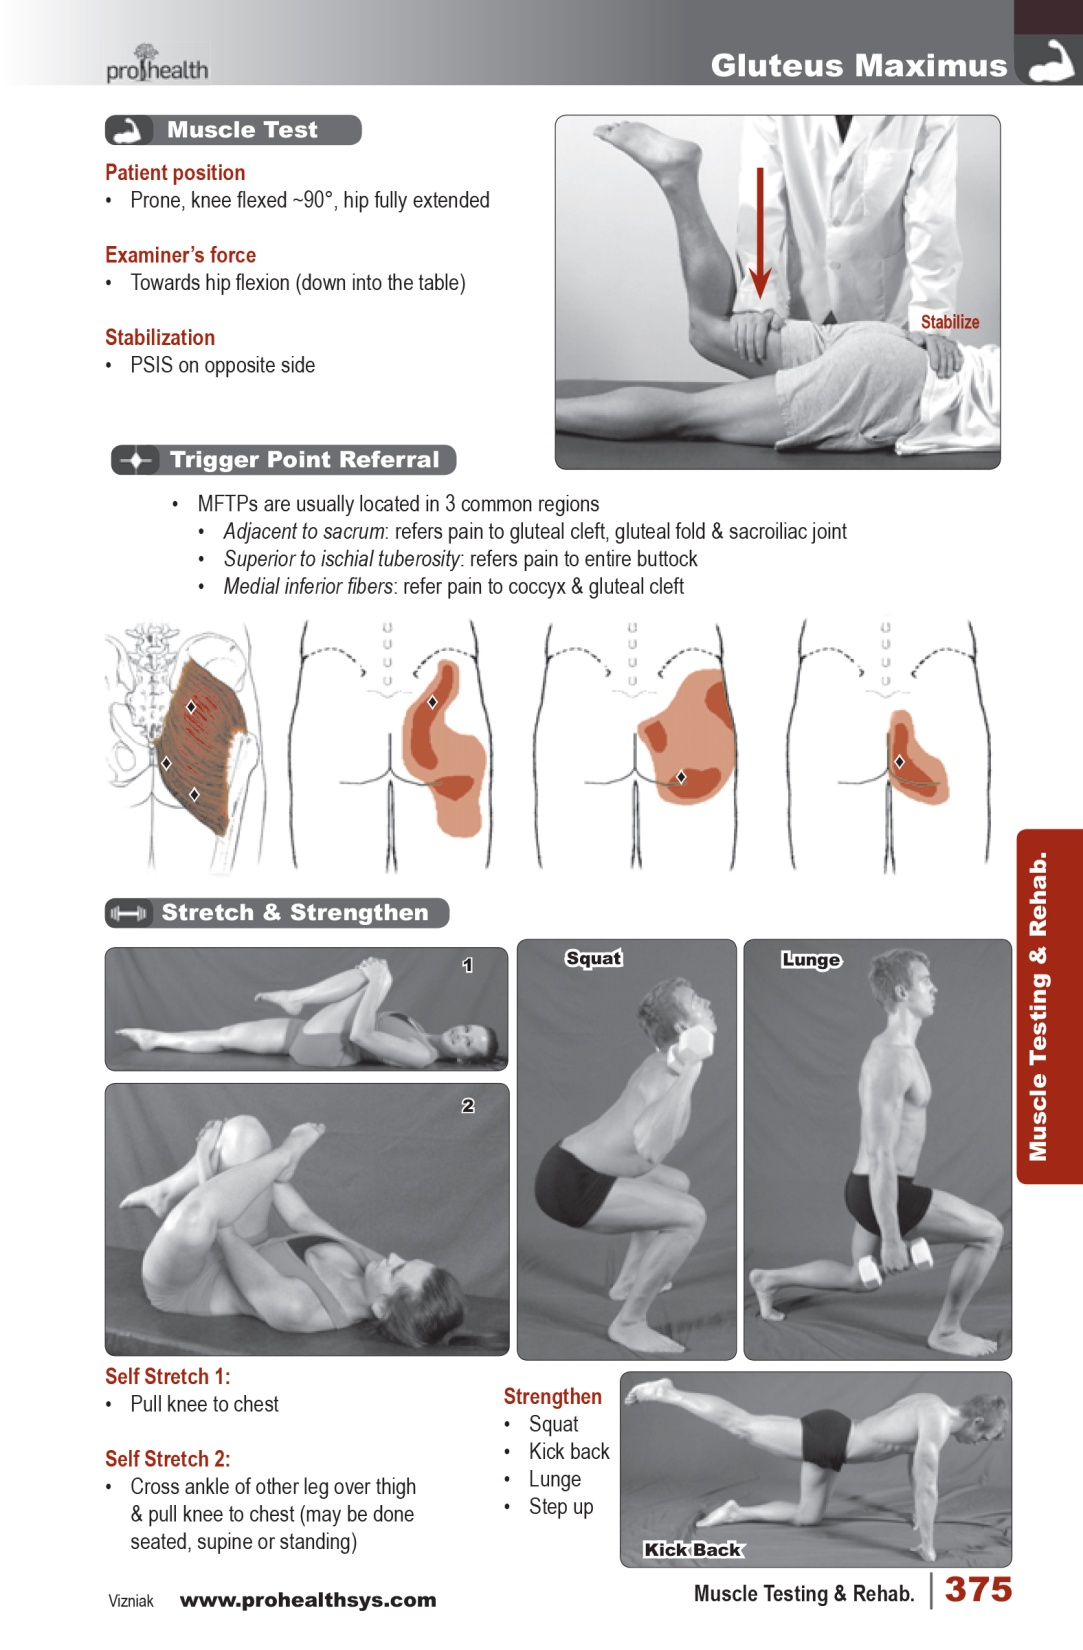 prohealth
Gluteus Maximus
Muscle Test
Patient position
• Prone, knee flexed ~90°, hip fully extended
Examiner's force
• Towards hip flexion (down into the table)
Stabilization
• PSIS on opposite side
Stabilize
Trigger Point Referral
• MFTPs are usually located in 3 common regions
• Adjacent to sacrum: refers pain to gluteal cleft, gluteal fold & sacroiliac joint
• Superior to ischial tuberosity: refers pain to entire buttock
• Medial inferior fibers: refer pain to coccyx & gluteal cleft
Muscle Testing & Rehab.
Stretch & Strengthen
1
2
Squat
Lunge
Self Stretch 1:
• Pull knee to chest
Self Stretch 2:
• Cross ankle of other leg over thigh
& pull knee to chest (may be done
seated, supine or standing)
Strengthen
• Squat
• Kick back
• Lunge
• Step up
Kick Back
Vizniak www.prohealthsys.com
Muscle Testing & Rehab. 375